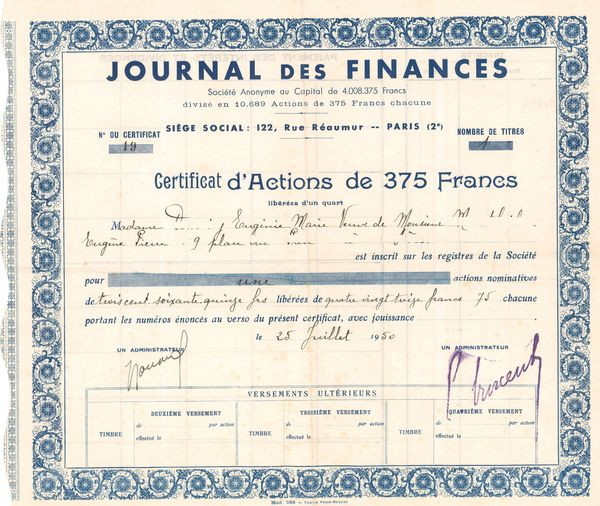 JOURNAL DES FINANCES
Société Anonyme au Capital de 4.008.375 Francs
divisé en 10.689 Actions de 375 Francs chacune
N° DU CERTIFICAT
19
SIÈGE SOCIAL: 122, Rue Réaumur -- PARIS (2e)
NOMBRE DE TITRES
1
Certificat d'Actions de 375 Francs
libérées d'un quart
Madame Eugénie Marie Veuve de Monsieur
Eugène Pierre 9 place
est inscrit sur les registres de la Société
pour une actions nominatives
de trois cent soixante quinze frs libérées de quatre vingt treize francs 75 chacune
portant les numéros énoncés au verso du présent certificat, avec jouissance
le 25 Juillet 1950
UN ADMINISTRATEUR
UN ADMINISTRATEUR
VERSEMENTS ULTÉRIEURS
TIMBRE
DEUXIÈME VERSEMENT
de par action
effectué le
TIMBRE
TROISIÈME VERSEMENT
de par action
effectué le
TIMBRE
QUATRIÈME VERSEMENT
de par action
effectué le
Mod. 568